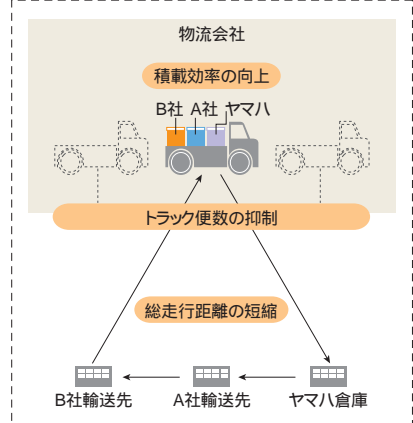 物流会社
積載効率の向上
B社 A社 ヤマハ
トラック便数の抑制
総走行距離の短縮
B社輸送先 A社輸送先 ヤマハ倉庫